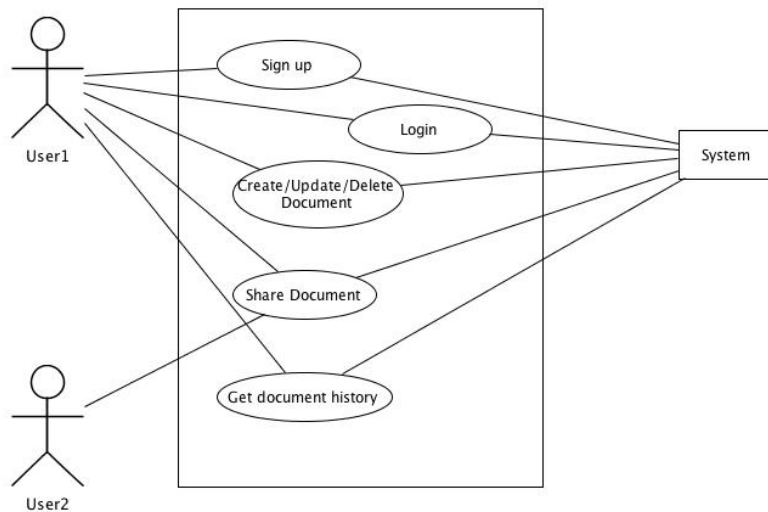 Sign up
Login
User1
System
Create/Update/Delete
Document
Share Document
Get document history
User2